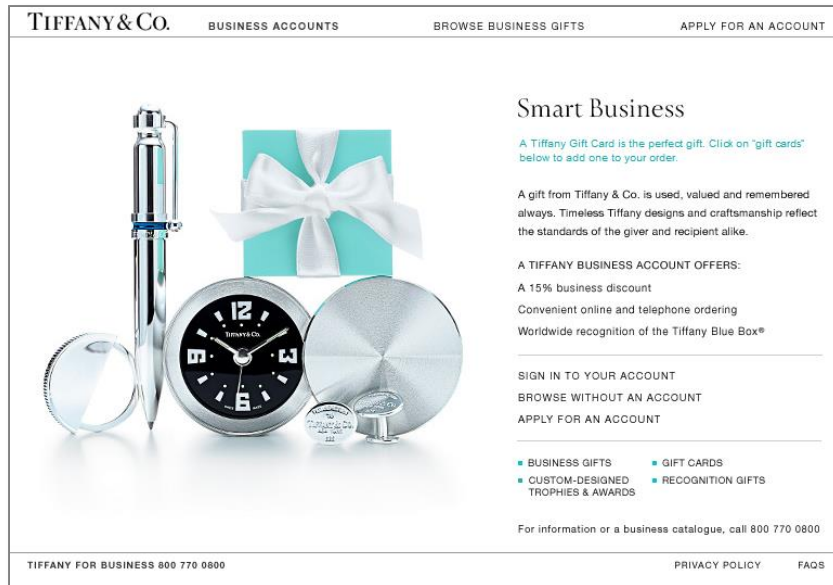 TIFFANY & CO.
BUSINESS ACCOUNTS
BROWSE BUSINESS GIFTS
APPLY FOR AN ACCOUNT
Smart Business
A Tiffany Gift Card is the perfect gift. Click on "gift cards"
below to add one to your order.
A gift from Tiffany & Co. is used, valued and remembered
always. Timeless Tiffany designs and craftsmanship reflect
the standards of the giver and recipient alike.
A TIFFANY BUSINESS ACCOUNT OFFERS:
A 15% business discount
Convenient online and telephone ordering
Worldwide recognition of the Tiffany Blue Box®
SIGN IN TO YOUR ACCOUNT
BROWSE WITHOUT AN ACCOUNT
APPLY FOR AN ACCOUNT
BUSINESS GIFTS
GIFT CARDS
CUSTOM-DESIGNED
TROPHIES & AWARDS
RECOGNITION GIFTS
For information or a business catalogue, call 800 770 0800
12
TIFFANY & CO.
9
3
6
TIFFANY FOR BUSINESS 800 770 0800
PRIVACY POLICY
FAQS